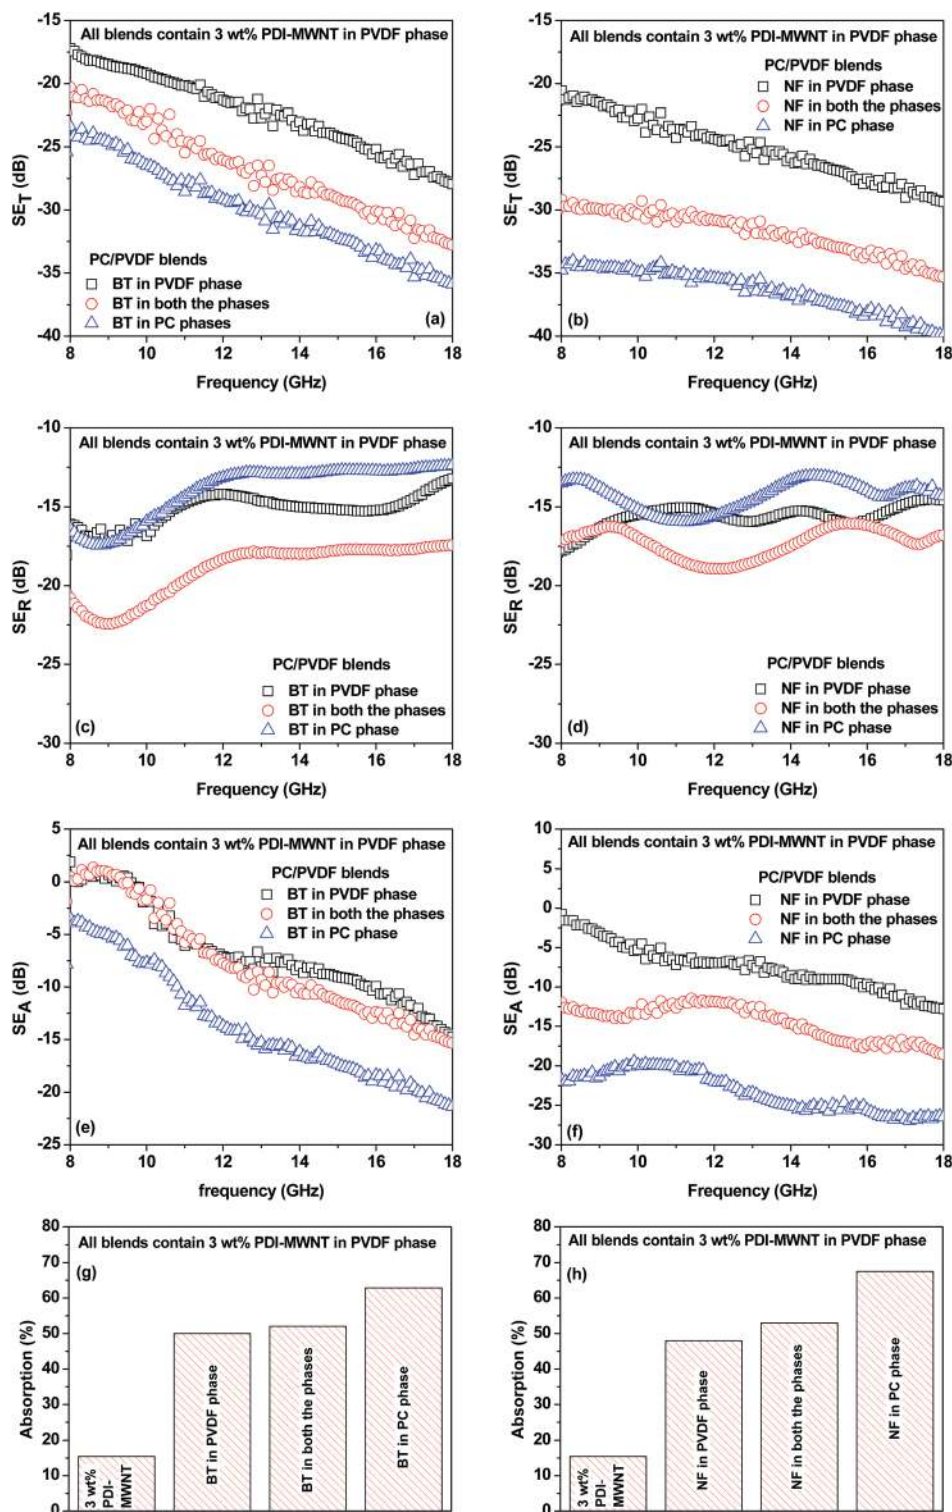 All blends contain 3 wt% PDI-MWNT in PVDF phase
-15
-20
-25
-30
-35
-40
SE_T (dB)
PC/PVDF blends
BT in PVDF phase
BT in both the phases
BT in PC phases
(a)
8 10 12 14 16 18
Frequency (GHz)
All blends contain 3 wt% PDI-MWNT in PVDF phase
-15
-20
-25
-30
-35
-40
SE_T (dB)
PC/PVDF blends
NF in PVDF phase
NF in both the phases
NF in PC phase
(b)
8 10 12 14 16 18
Frequency (GHz)
All blends contain 3 wt% PDI-MWNT in PVDF phase
-10
-15
-20
-25
-30
SE_R (dB)
PC/PVDF blends
BT in PVDF phase
BT in both the phases
BT in PC phase
(c)
8 10 12 14 16 18
Frequency (GHz)
All blends contain 3 wt% PDI-MWNT in PVDF phase
-10
-15
-20
-25
-30
SE_R (dB)
PC/PVDF blends
NF in PVDF phase
NF in both the phases
NF in PC phase
(d)
8 10 12 14 16 18
Frequency (GHz)
All blends contain 3 wt% PDI-MWNT in PVDF phase
5
0
-5
-10
-15
-20
-25
SE_A (dB)
PC/PVDF blends
BT in PVDF phase
BT in both the phases
BT in PC phase
(e)
8 10 12 14 16 18
frequency (GHz)
All blends contain 3 wt% PDI-MWNT in PVDF phase
10
5
0
-5
-10
-15
-20
-25
-30
SE_A (dB)
PC/PVDF blends
NF in PVDF phase
NF in both the phases
NF in PC phase
(f)
8 10 12 14 16 18
Frequency (GHz)
All blends contain 3 wt% PDI-MWNT in PVDF phase
(g)
80
70
60
50
40
30
20
10
0
Absorption (%)
3 wt%
PDI-
MWNT
BT in PVDF phase
BT in both the phases
BT in PC phase
All blends contain 3 wt% PDI-MWNT in PVDF phase
(h)
80
70
60
50
40
30
20
10
0
Absorption (%)
3 wt%
PDI-
MWNT
NF in PVDF phase
NF in both the phases
NF in PC phase